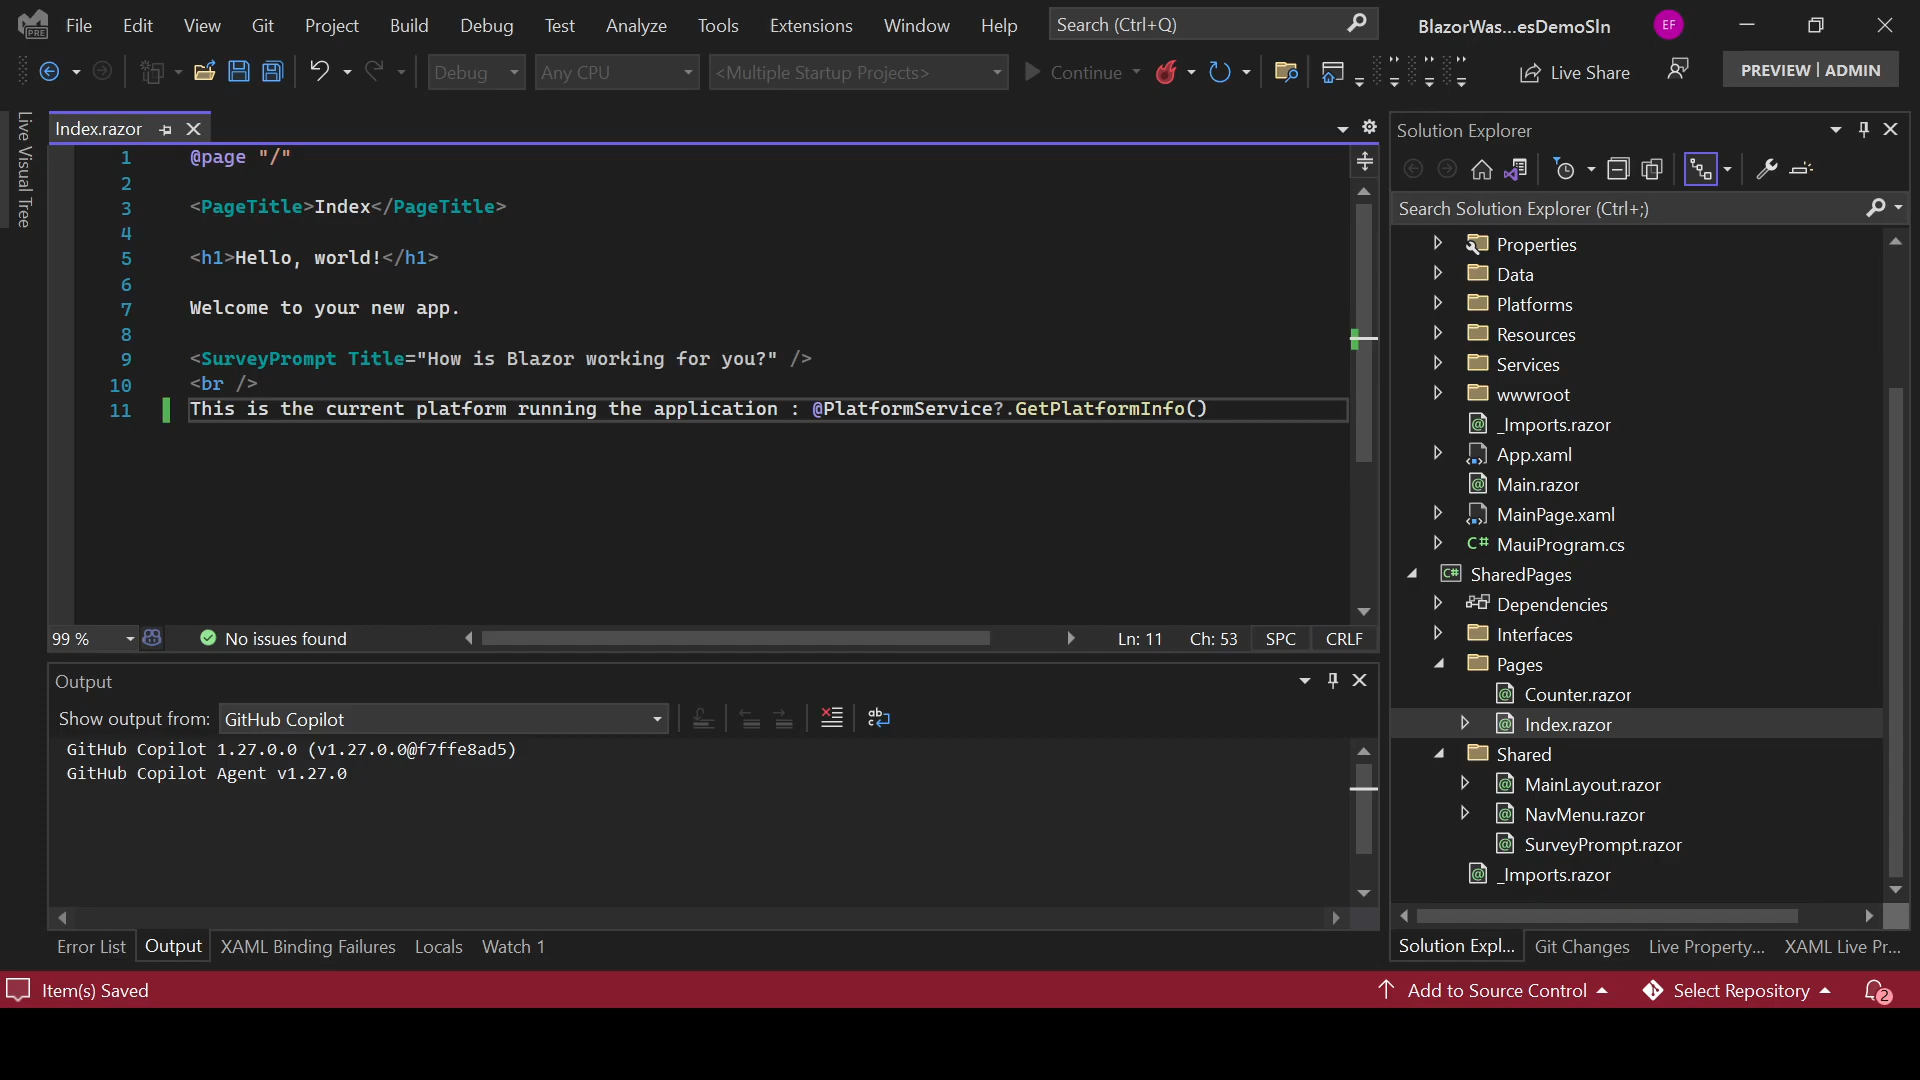 File Edit View Git Project Build Debug Test Analyze Tools Extensions Window Help Search (Ctrl+Q) BlazorWas...esDemoSln EF
PRE
Debug Any CPU <Multiple Startup Projects> Continue Live Share PREVIEW | ADMIN
Live Visual Tree
Index.razor
1 @page "/"
2
3 <PageTitle>Index</PageTitle>
4
5 <h1>Hello, world!</h1>
6
7 Welcome to your new app.
8
9 <SurveyPrompt Title="How is Blazor working for you?" />
10 <br />
11 This is the current platform running the application : @PlatformService?.GetPlatformInfo()
99 % No issues found Ln: 11 Ch: 53 SPC CRLF
Output
Show output from: GitHub Copilot
GitHub Copilot 1.27.0.0 (v1.27.0.0@f7ffe8ad5)
GitHub Copilot Agent v1.27.0
Error List Output XAML Binding Failures Locals Watch 1
Solution Explorer
Search Solution Explorer (Ctrl+;)
Properties
Data
Platforms
Resources
Services
wwwroot
_Imports.razor
App.xaml
Main.razor
MainPage.xaml
C# MauiProgram.cs
C# SharedPages
Dependencies
Interfaces
Pages
Counter.razor
Index.razor
Shared
MainLayout.razor
NavMenu.razor
SurveyPrompt.razor
_Imports.razor
Solution Expl... Git Changes Live Property... XAML Live Pr...
Item(s) Saved Add to Source Control Select Repository 2